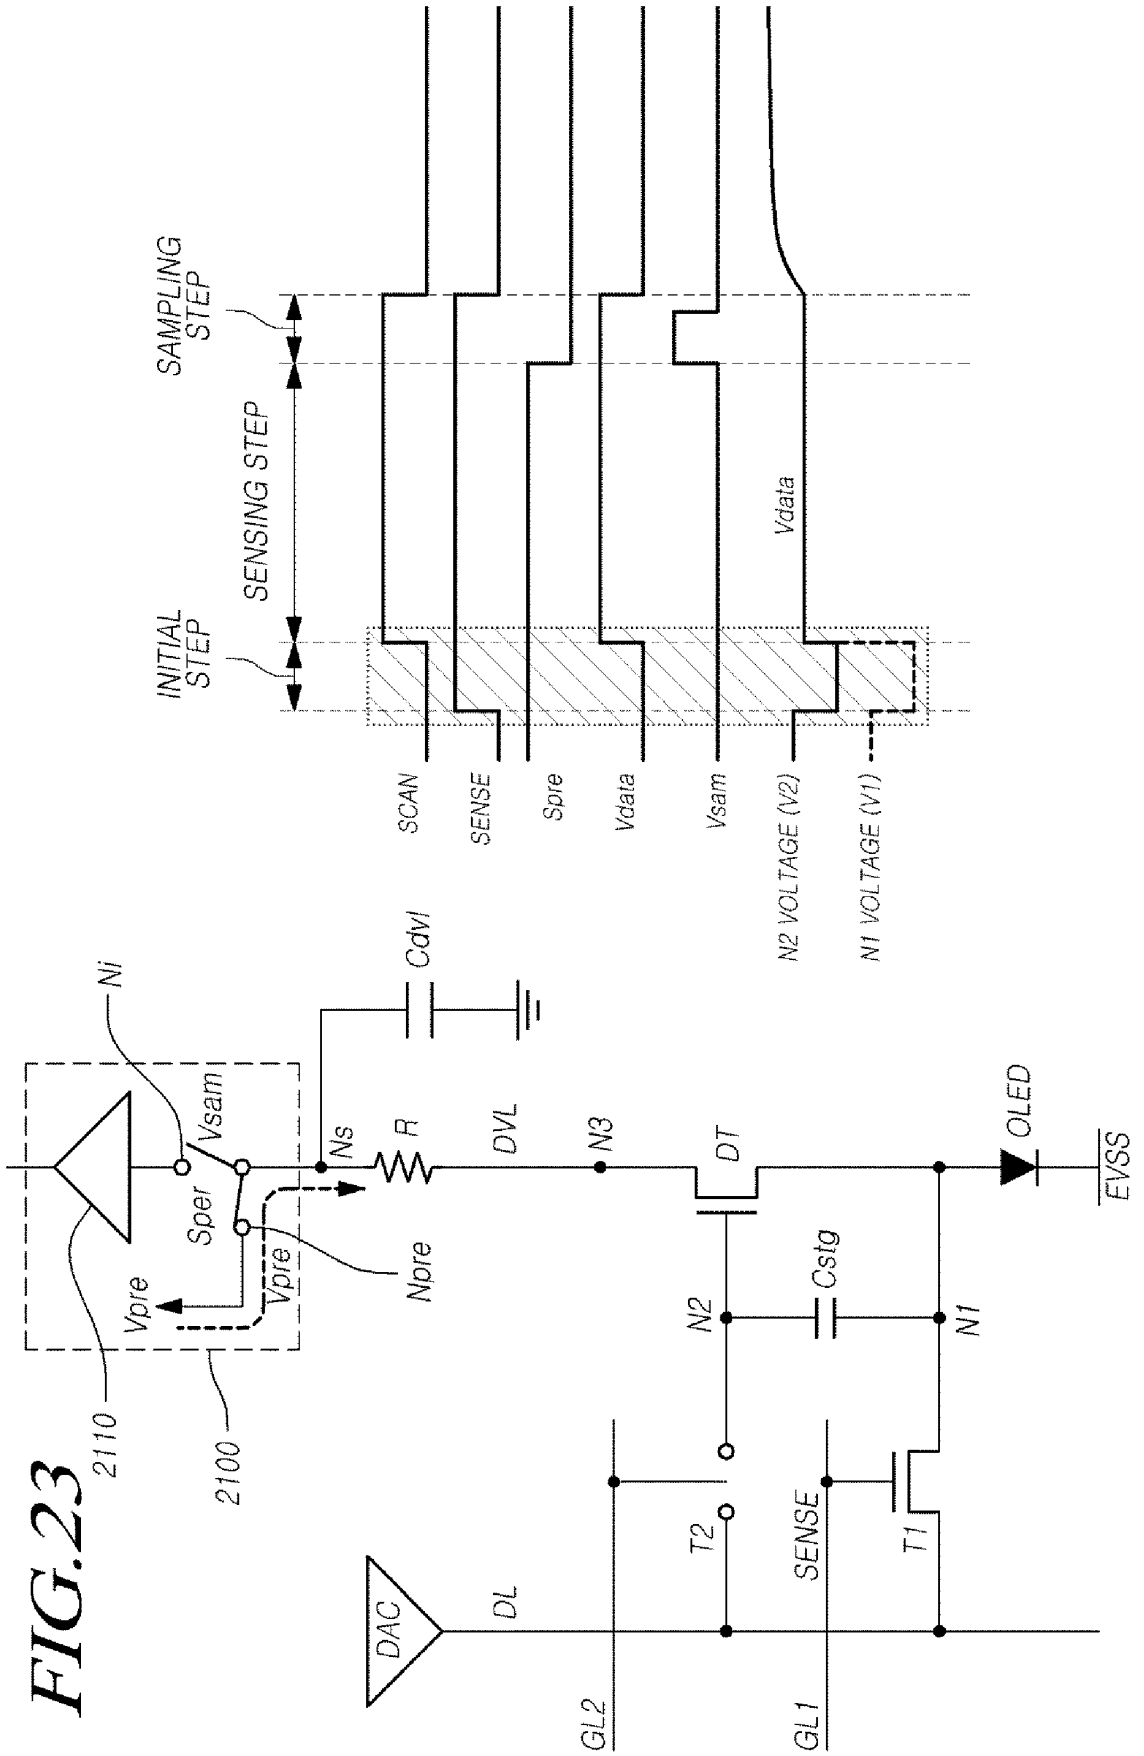 FIG.23
2110
2100
Vpre
Vpre
Sper
Vsam
Ni
Npre
Ns
Cdvl
R
DVL
N3
DAC
DL
GL2
T2
N2
DT
Cstg
GL1
SENSE
T1
N1
OLED
EVSS
INITIAL
STEP
SENSING STEP
SAMPLING
STEP
SCAN
SENSE
Spre
Vdata
Vsam
N2 VOLTAGE (V2)
Vdata
N1 VOLTAGE (V1)